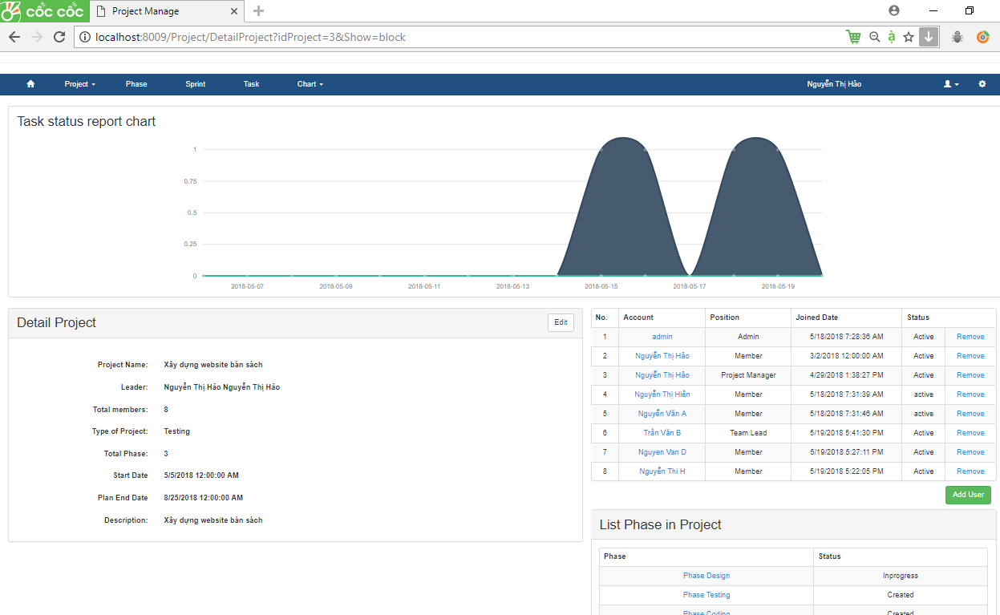 cốc cốc
Project Manage
localhost:8009/Project/DetailProject?idProject=3&Show=block
Project Phase Sprint Task Chart Nguyễn Thị Hảo
Task status report chart
1
0.75
0.5
0.25
0
2018-05-07 2018-05-09 2018-05-11 2018-05-13 2018-05-15 2018-05-17 2018-05-19
Detail Project
Edit
Project Name: Xây dựng website bán sách
Leader: Nguyễn Thị Hảo Nguyễn Thị Hảo
Total members: 8
Type of Project: Testing
Total Phase: 3
Start Date 5/5/2018 12:00:00 AM
Plan End Date 8/25/2018 12:00:00 AM
Description: Xây dựng website bán sách
No. Account Position Joined Date Status
1 admin Admin 5/18/2018 7:28:36 AM Active Remove
2 Nguyễn Thị Hảo Member 3/2/2018 12:00:00 AM Active Remove
3 Nguyễn Thị Hảo Project Manager 4/29/2018 1:38:27 PM Active Remove
4 Nguyễn Thị Hiền Member 5/18/2018 7:31:39 AM active Remove
5 Nguyễn Văn A Member 5/18/2018 7:31:46 AM active Remove
6 Trần Văn B Team Lead 5/19/2018 5:41:30 PM Active Remove
7 Nguyen Van D Member 5/19/2018 5:27:11 PM Active Remove
8 Nguyễn Thi H Member 5/19/2018 5:22:05 PM Active Remove
Add User
List Phase in Project
Phase Status
Phase Design Inprogress
Phase Testing Created
Phase Coding Created